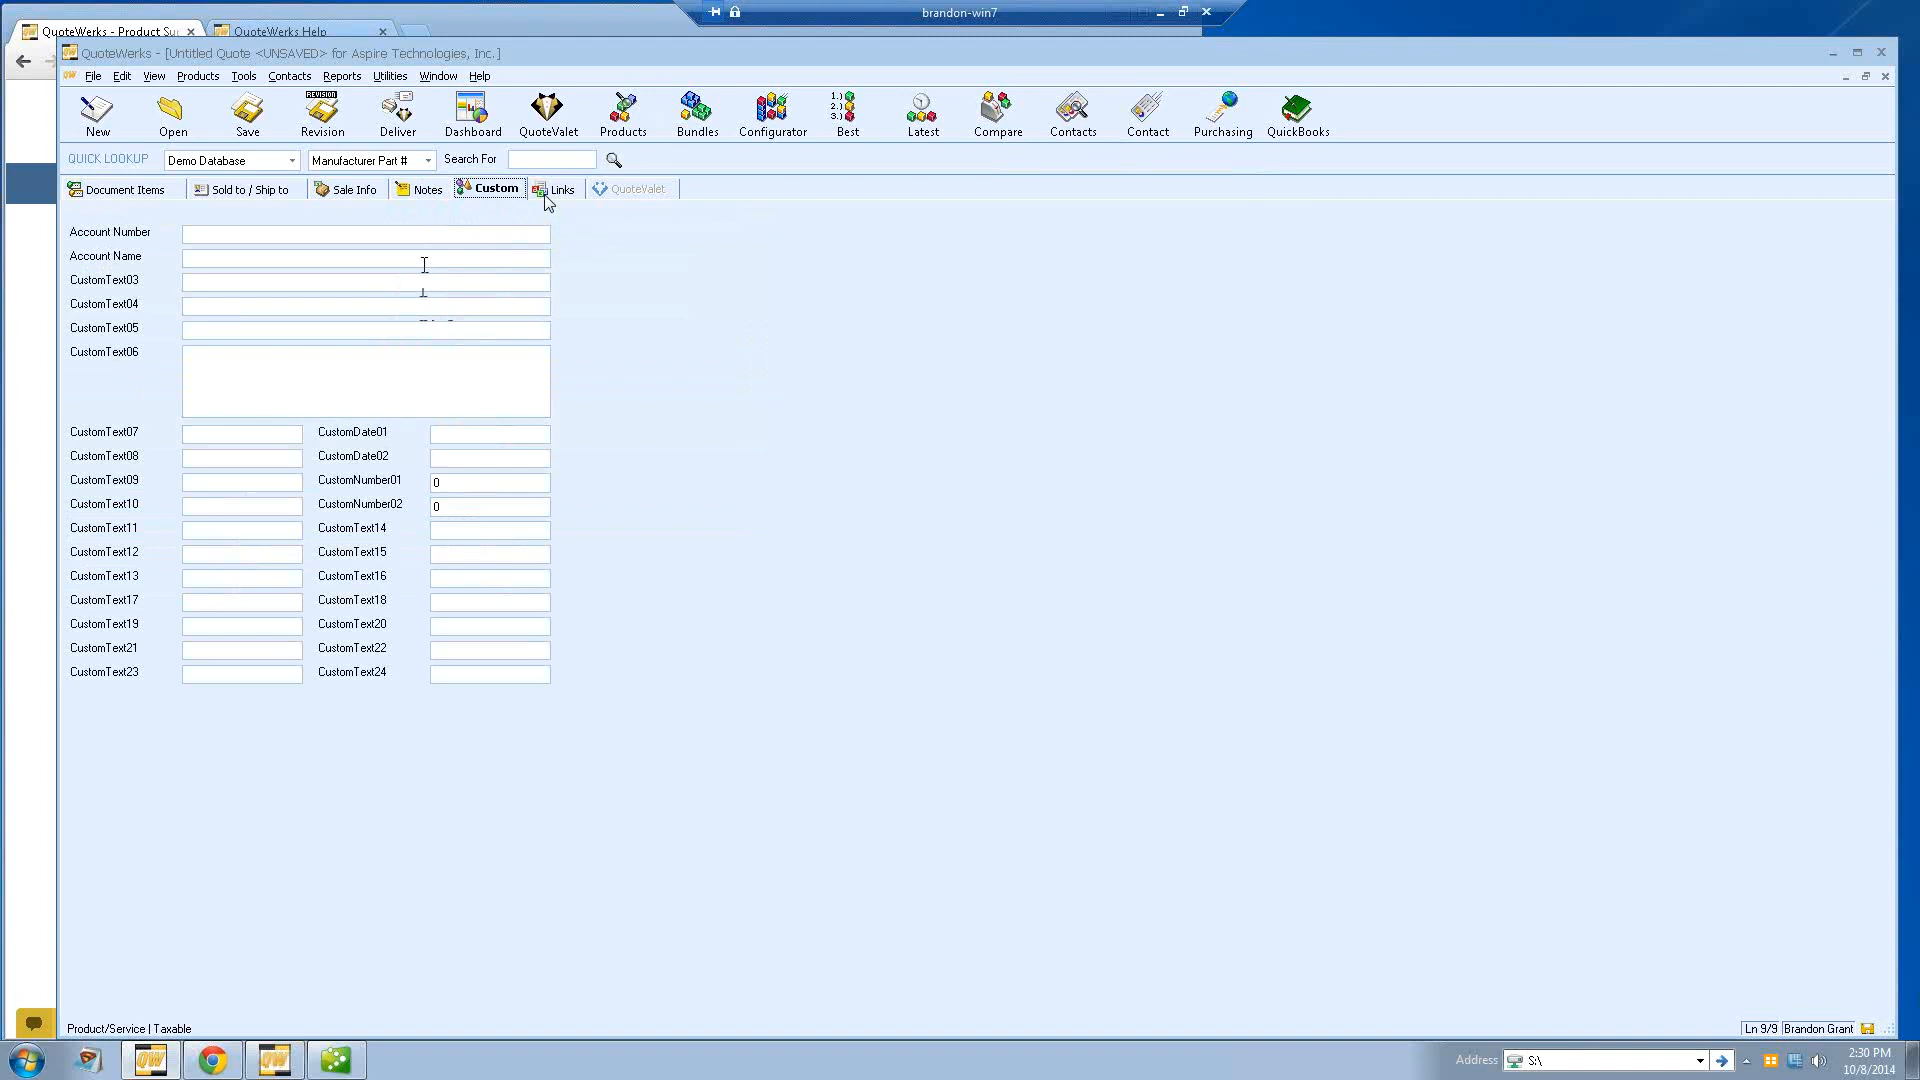 brandon-win7
QuoteWerks - Product Su
QuoteWerks Help
QuoteWerks - [Untitled Quote <UNSAVED> for Aspire Technologies, Inc.]
File Edit View Products Tools Contacts Reports Utilities Window Help
REVISION
1.)
2.)
3.)
New Open Save Revision Deliver Dashboard QuoteValet Products Bundles Configurator Best Latest Compare Contacts Contact Purchasing QuickBooks
QUICK LOOKUP Demo Database Manufacturer Part # Search For
Document Items Sold to / Ship to Sale Info Notes Custom Links QuoteValet
Account Number
Account Name
CustomText03
CustomText04
CustomText05
CustomText06
CustomText07 CustomDate01
CustomText08 CustomDate02
CustomText09 CustomNumber01 0
CustomText10 CustomNumber02 0
CustomText11 CustomText14
CustomText12 CustomText15
CustomText13 CustomText16
CustomText17 CustomText18
CustomText19 CustomText20
CustomText21 CustomText22
CustomText23 CustomText24
Product/Service | Taxable
Ln 9/9 Brandon Grant
QW
QW
Address S:\
2:30 PM
10/8/2014